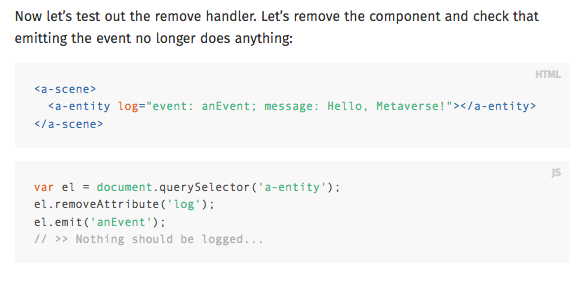 Now let’s test out the remove handler. Let’s remove the component and check that
emitting the event no longer does anything:
HTML
<a-scene>
  <a-entity log="event: anEvent; message: Hello, Metaverse!"></a-entity>
</a-scene>
JS
var el = document.querySelector('a-entity');
el.removeAttribute('log');
el.emit('anEvent');
// >> Nothing should be logged...